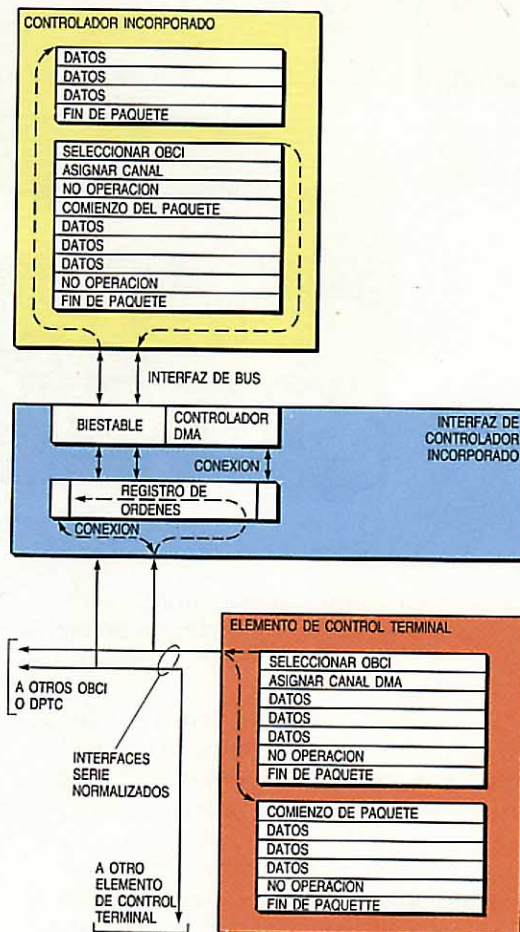 CONTROLADOR INCORPORADO
DATOS
DATOS
DATOS
FIN DE PAQUETE
SELECCIONAR OBCI
ASIGNAR CANAL
NO OPERACION
COMIENZO DEL PAQUETE
DATOS
DATOS
DATOS
NO OPERACION
FIN DE PAQUETE
INTERFAZ DE BUS
BIESTABLE
CONTROLADOR
DMA
INTERFAZ DE
CONTROLADOR
INCORPORADO
CONEXION
REGISTRO DE
ORDENES
CONEXION
ELEMENTO DE CONTROL TERMINAL
SELECCIONAR OBCI
ASIGNAR CANAL DMA
DATOS
DATOS
DATOS
NO OPERACION
FIN DE PAQUETE
COMIENZO DE PAQUETE
DATOS
DATOS
DATOS
NO OPERACION
FIN DE PAQUETTE
A OTROS OBCI
O DPTC
INTERFACES
SERIE
NORMALIZADOS
A OTRO
ELEMENTO
DE CONTROL
TERMINAL